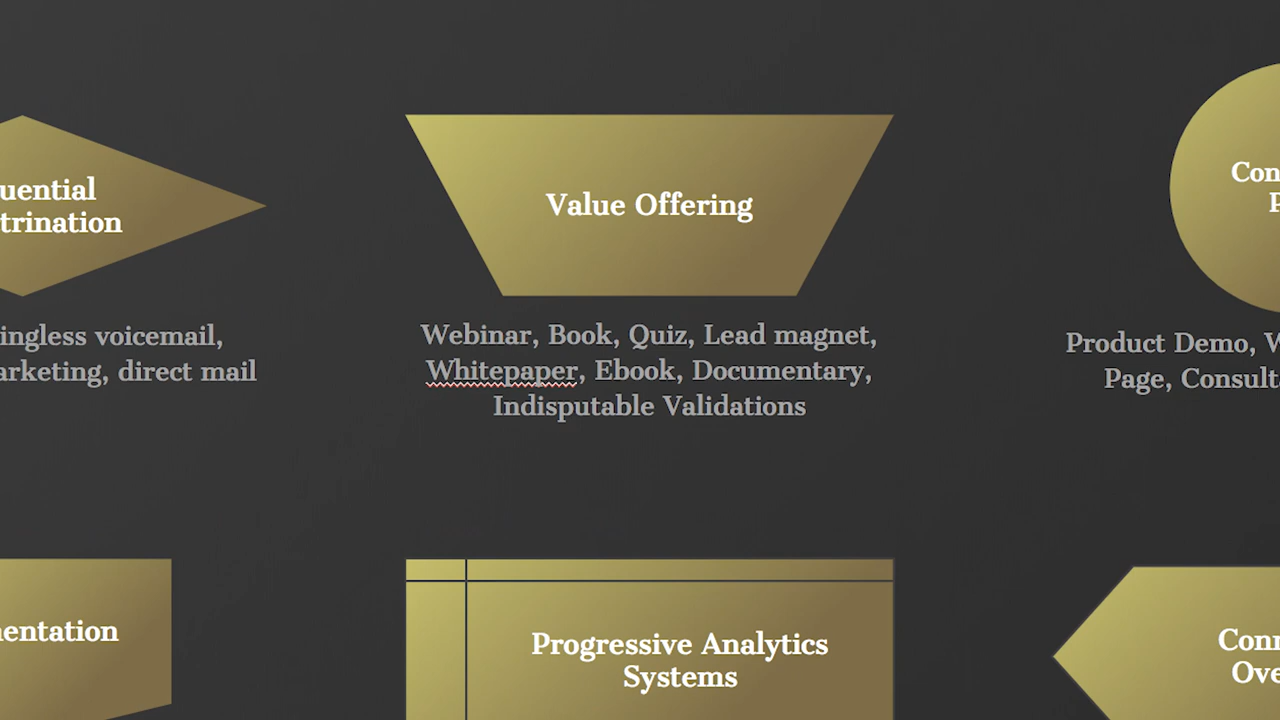 uential
trination
ingless voicemail,
arketing, direct mail
Value Offering
Webinar, Book, Quiz, Lead magnet,
Whitepaper, Ebook, Documentary,
Indisputable Validations
Con
Product Demo, W
Page, Consult
entation
Progressive Analytics
Systems
Conn
Ove